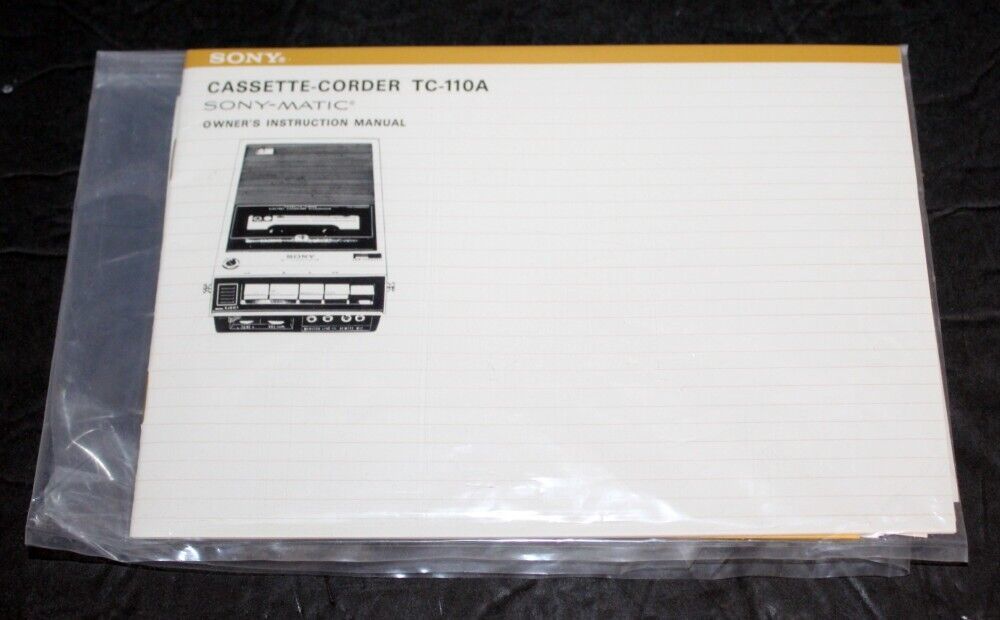 SONY®
CASSETTE-CORDER TC-110A
SONY-MATIC®
OWNER'S INSTRUCTION MANUAL
SONY